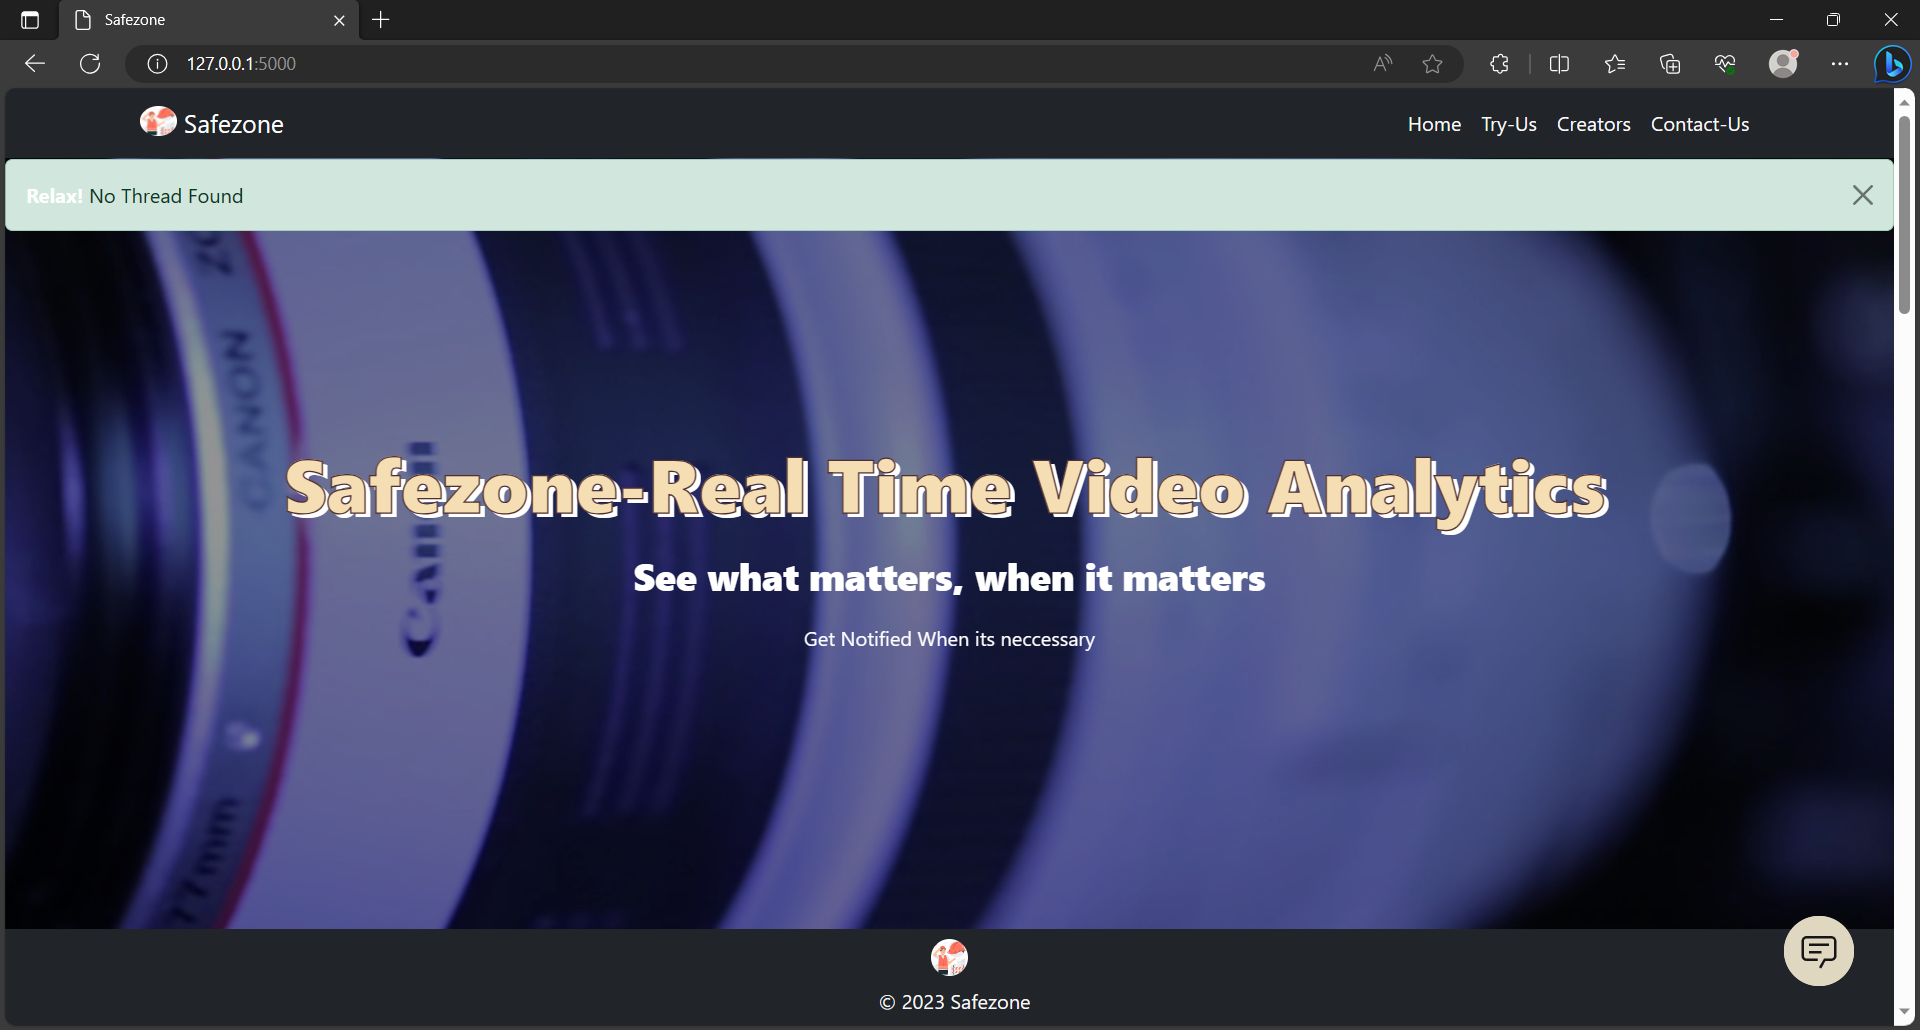 Safezone
127.0.0.1:5000
Safezone
Home Try-Us Creators Contact-Us
Relax! No Thread Found
CANON
Safezone-Real Time Video Analytics
See what matters, when it matters
Get Notified When its neccessary
© 2023 Safezone